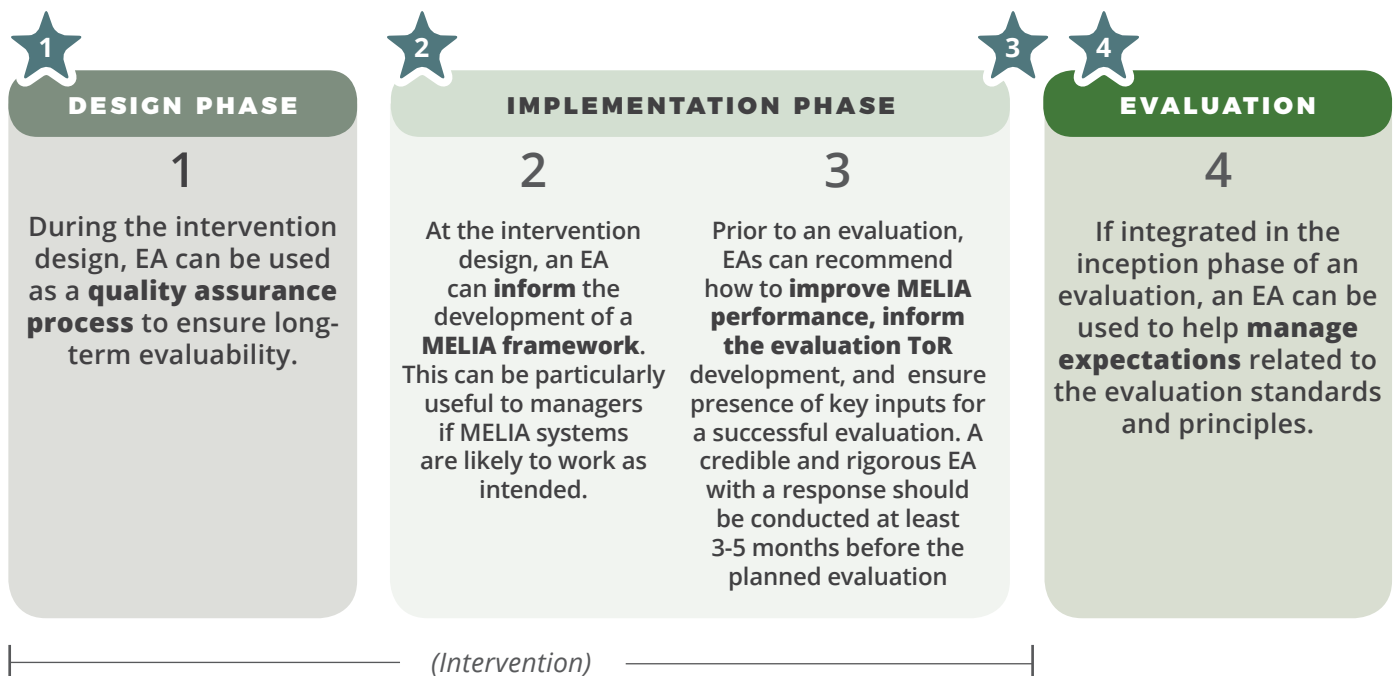 1
2
3
4
DESIGN PHASE
1
During the intervention
design, EA can be used
as a quality assurance
process to ensure long-
term evaluability.
IMPLEMENTATION PHASE
2
At the intervention
design, an EA
can inform the
development of a
MELIA framework.
This can be particularly
useful to managers
if MELIA systems
are likely to work as
intended.
3
Prior to an evaluation,
EAs can recommend
how to improve MELIA
performance, inform
the evaluation ToR
development, and ensure
presence of key inputs for
a successful evaluation. A
credible and rigorous EA
with a response should
be conducted at least
3-5 months before the
planned evaluation
EVALUATION
4
If integrated in the
inception phase of an
evaluation, an EA can be
used to help manage
expectations related to
the evaluation standards
and principles.
(Intervention)